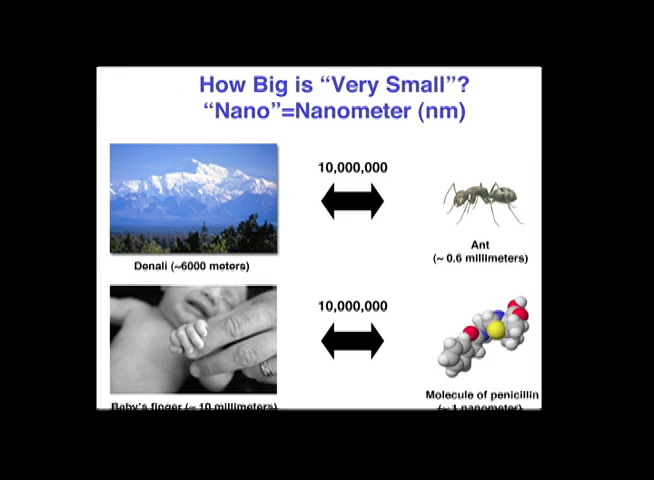 How Big is “Very Small”?
“Nano”=Nanometer (nm)
10,000,000
Ant
(~ 0.6 millimeters)
Denali (~6000 meters)
10,000,000
Molecule of penicillin
Baby's finger (~ 10 millimeters)
(~ 1 nanometer)